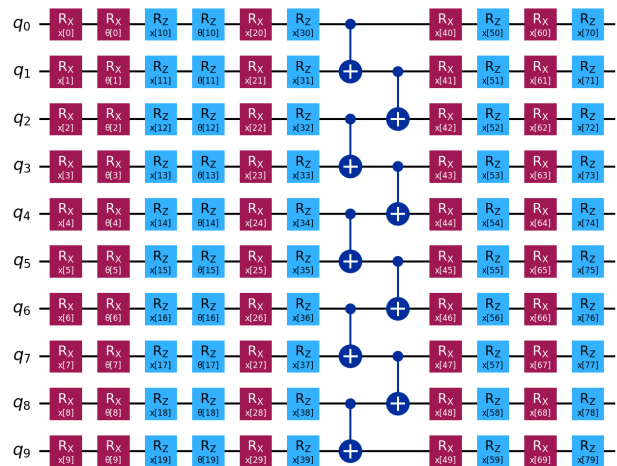 q0 RX x[0] RX θ[0] RZ x[10] RZ θ[10] RX x[20] RZ x[30] RX x[40] RZ x[50] RX x[60] RZ x[70]
q1 RX x[1] RX θ[1] RZ x[11] RZ θ[11] RX x[21] RZ x[31] RX x[41] RZ x[51] RX x[61] RZ x[71]
q2 RX x[2] RX θ[2] RZ x[12] RZ θ[12] RX x[22] RZ x[32] RX x[42] RZ x[52] RX x[62] RZ x[72]
q3 RX x[3] RX θ[3] RZ x[13] RZ θ[13] RX x[23] RZ x[33] RX x[43] RZ x[53] RX x[63] RZ x[73]
q4 RX x[4] RX θ[4] RZ x[14] RZ θ[14] RX x[24] RZ x[34] RX x[44] RZ x[54] RX x[64] RZ x[74]
q5 RX x[5] RX θ[5] RZ x[15] RZ θ[15] RX x[25] RZ x[35] RX x[45] RZ x[55] RX x[65] RZ x[75]
q6 RX x[6] RX θ[6] RZ x[16] RZ θ[16] RX x[26] RZ x[36] RX x[46] RZ x[56] RX x[66] RZ x[76]
q7 RX x[7] RX θ[7] RZ x[17] RZ θ[17] RX x[27] RZ x[37] RX x[47] RZ x[57] RX x[67] RZ x[77]
q8 RX x[8] RX θ[8] RZ x[18] RZ θ[18] RX x[28] RZ x[38] RX x[48] RZ x[58] RX x[68] RZ x[78]
q9 RX x[9] RX θ[9] RZ x[19] RZ θ[19] RX x[29] RZ x[39] RX x[49] RZ x[59] RX x[69] RZ x[79]